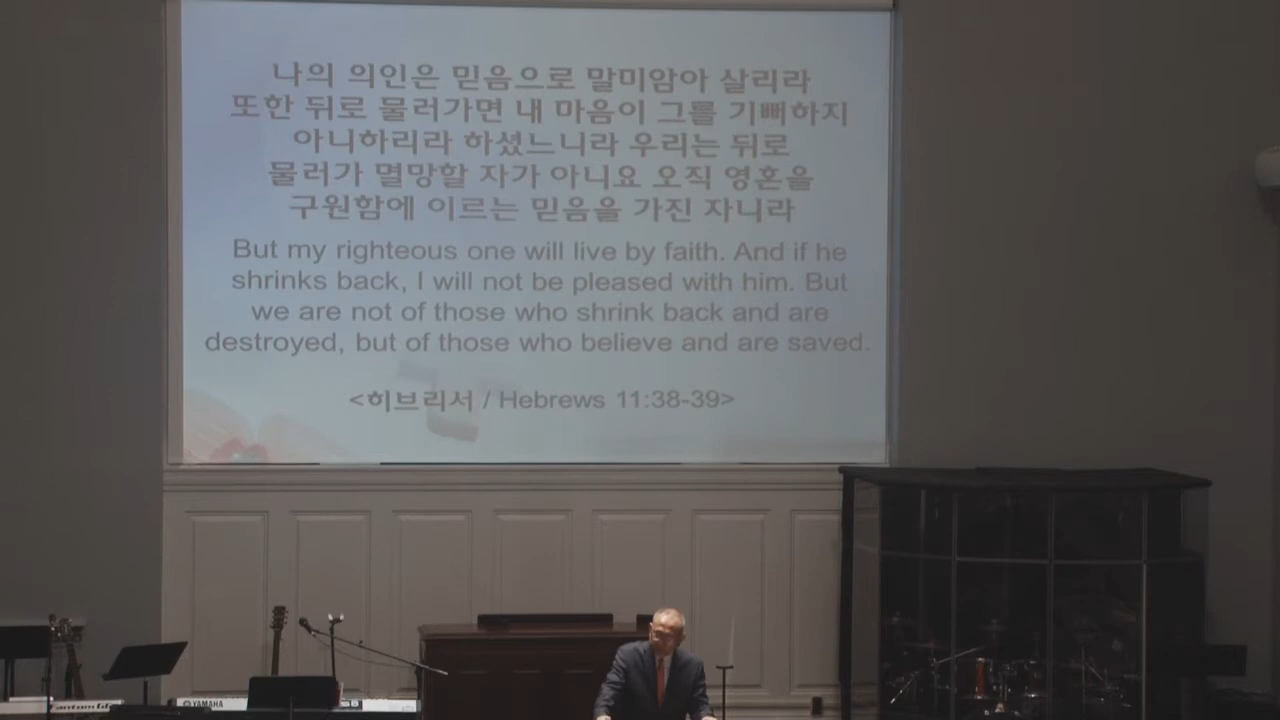 나의 의인은 믿음으로 말미암아 살리라
또한 뒤로 물러가면 내 마음이 그를 기뻐하지
아니하리라 하셨느니라 우리는 뒤로
물러가 멸망할 자가 아니요 오직 영혼을
구원함에 이르는 믿음을 가진 자니라
But my righteous one will live by faith. And if he
shrinks back, I will not be pleased with him. But
we are not of those who shrink back and are
destroyed, but of those who believe and are saved.
<히브리서 / Hebrews 11:38-39>
YAMAHA